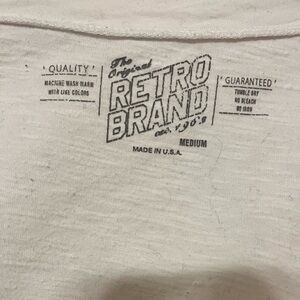 'QUALITY'
MACHINE WASH WARM
WITH LIKE COLORS
The
Original
RETRO
BRAND
MEDIUM
MADE IN U.S.A.
'GUARANTEED'
TUMBLE DRY
NO BLEACH
NO IRON